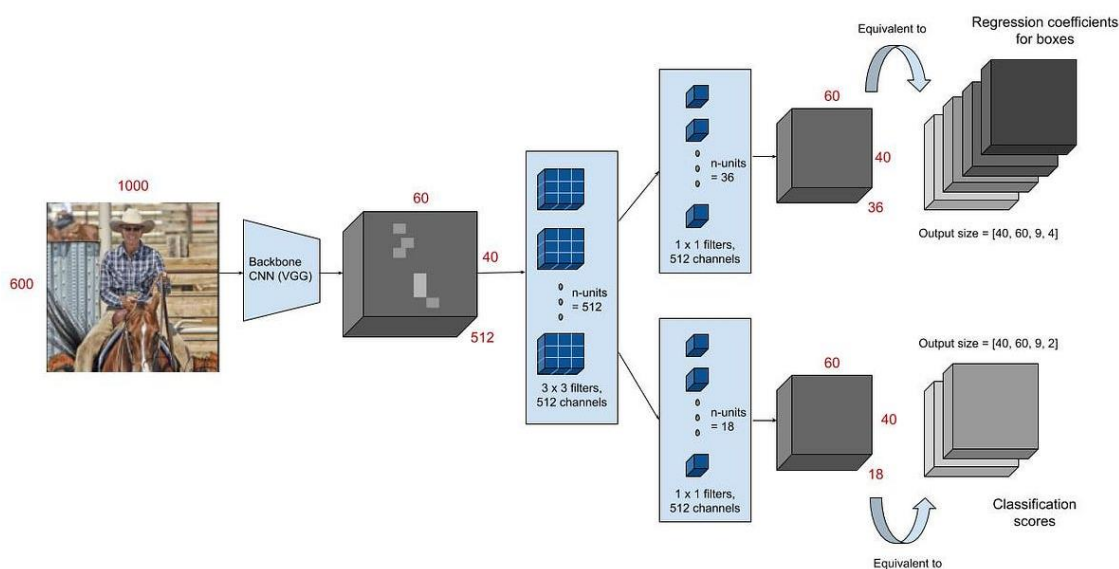 1000
600
Backbone
CNN (VGG)
60
40
512
n-units
= 512
3 x 3 filters,
512 channels
n-units
= 36
1 x 1 filters,
512 channels
60
40
36
Equivalent to
Regression coefficients
for boxes
Output size = [40, 60, 9, 4]
n-units
= 18
1 x 1 filters,
512 channels
60
40
18
Output size = [40, 60, 9, 2]
Classification
scores
Equivalent to